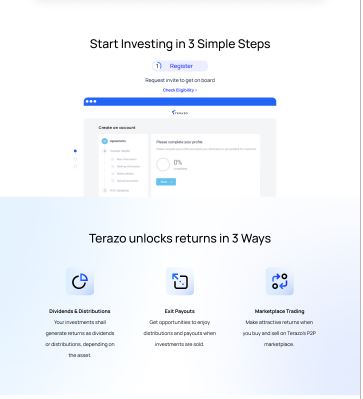 Start Investing in 3 Simple Steps
Register
Request invite to get on board
Check Eligibility >
TERAZO
Create an account
Please complete your profile
0%
Terazo unlocks returns in 3 Ways
Dividends & Distributions
Your investments shall
generate returns as dividends
or distributions, depending on
the asset.
Exit Payouts
Get opportunities to enjoy
distributions and payouts when
investments are sold.
Marketplace Trading
Make attractive returns when
you buy and sell on Terazo's P2P
marketplace.